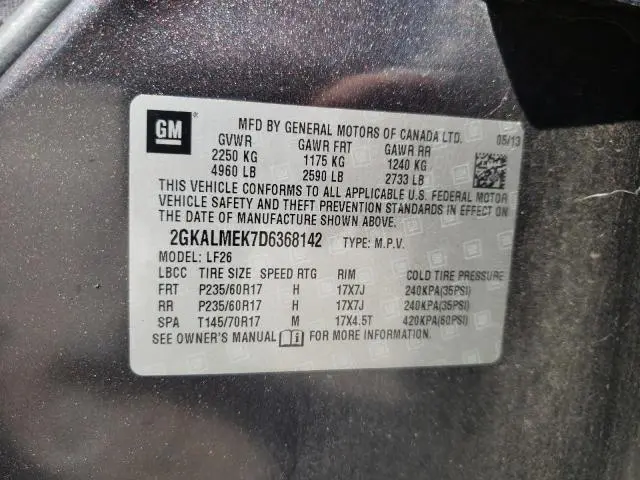 GM ®
MFD BY GENERAL MOTORS OF CANADA LTD. 05/13
GVWR GAWR FRT GAWR RR
2250 KG 1175 KG 1240 KG
4960 LB 2590 LB 2733 LB
THIS VEHICLE CONFORMS TO ALL APPLICABLE U.S. FEDERAL MOTOR
VEHICLE SAFETY AND THEFT PREVENTION STANDARDS IN EFFECT ON THE DATE OF
MANUFACTURE SHOWN ABOVE.
2GKALMEK7D6368142 TYPE: M.P.V.
MODEL: LF26
LBCC TIRE SIZE SPEED RTG RIM COLD TIRE PRESSURE
FRT P235/60R17 H 17X7J 240KPA(35PSI)
RR P235/60R17 H 17X7J 240KPA(35PSI)
SPA T145/70R17 M 17X4.5T 420KPA(60PSI)
SEE OWNER'S MANUAL FOR MORE INFORMATION.